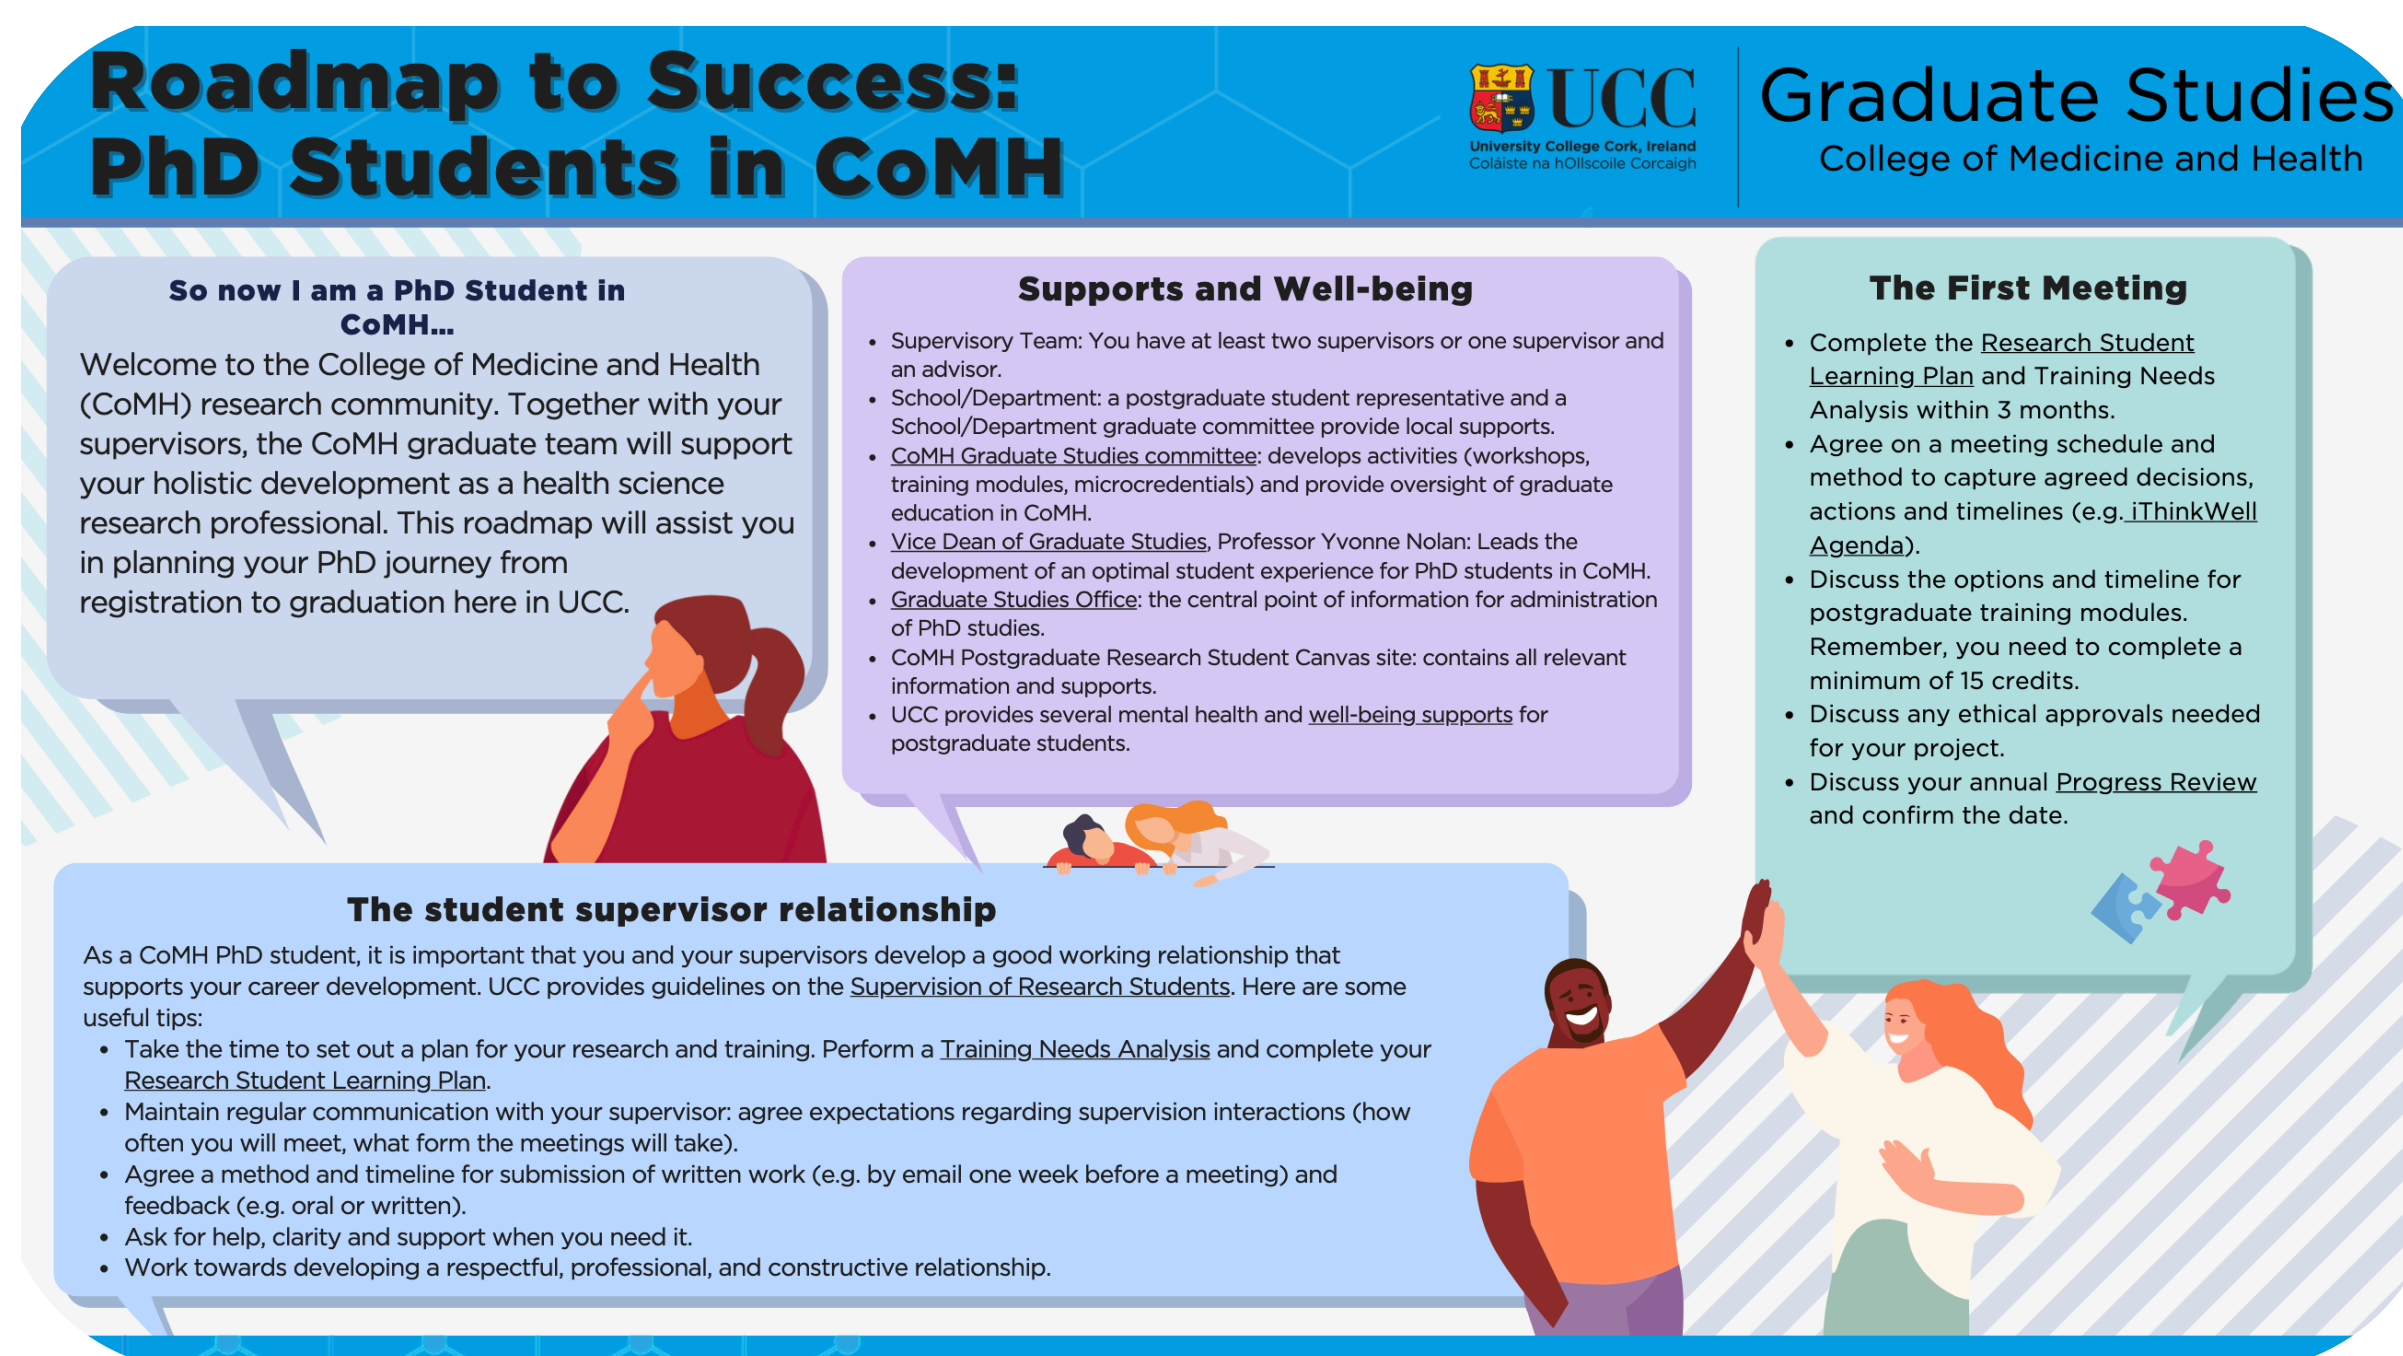 Roadmap to Success:
PhD Students in CoMH
UCC
University College Cork, Ireland
Coláiste na hOllscoile Corcaigh
Graduate Studies
College of Medicine and Health
So now I am a PhD Student in
CoMH...
Welcome to the College of Medicine and Health
(CoMH) research community. Together with your
supervisors, the CoMH graduate team will support
your holistic development as a health science
research professional. This roadmap will assist you
in planning your PhD journey from
registration to graduation here in UCC.
Supports and Well-being
• Supervisory Team: You have at least two supervisors or one supervisor and
an advisor.
• School/Department: a postgraduate student representative and a
School/Department graduate committee provide local supports.
• CoMH Graduate Studies committee: develops activities (workshops,
training modules, microcredentials) and provide oversight of graduate
education in CoMH.
• Vice Dean of Graduate Studies, Professor Yvonne Nolan: Leads the
development of an optimal student experience for PhD students in CoMH.
• Graduate Studies Office: the central point of information for administration
of PhD studies.
• CoMH Postgraduate Research Student Canvas site: contains all relevant
information and supports.
• UCC provides several mental health and well-being supports for
postgraduate students.
The First Meeting
• Complete the Research Student
Learning Plan and Training Needs
Analysis within 3 months.
• Agree on a meeting schedule and
method to capture agreed decisions,
actions and timelines (e.g. iThinkWell
Agenda).
• Discuss the options and timeline for
postgraduate training modules.
Remember, you need to complete a
minimum of 15 credits.
• Discuss any ethical approvals needed
for your project.
• Discuss your annual Progress Review
and confirm the date.
The student supervisor relationship
As a CoMH PhD student, it is important that you and your supervisors develop a good working relationship that
supports your career development. UCC provides guidelines on the Supervision of Research Students. Here are some
useful tips:
• Take the time to set out a plan for your research and training. Perform a Training Needs Analysis and complete your
Research Student Learning Plan.
• Maintain regular communication with your supervisor: agree expectations regarding supervision interactions (how
often you will meet, what form the meetings will take).
• Agree a method and timeline for submission of written work (e.g. by email one week before a meeting) and
feedback (e.g. oral or written).
• Ask for help, clarity and support when you need it.
• Work towards developing a respectful, professional, and constructive relationship.